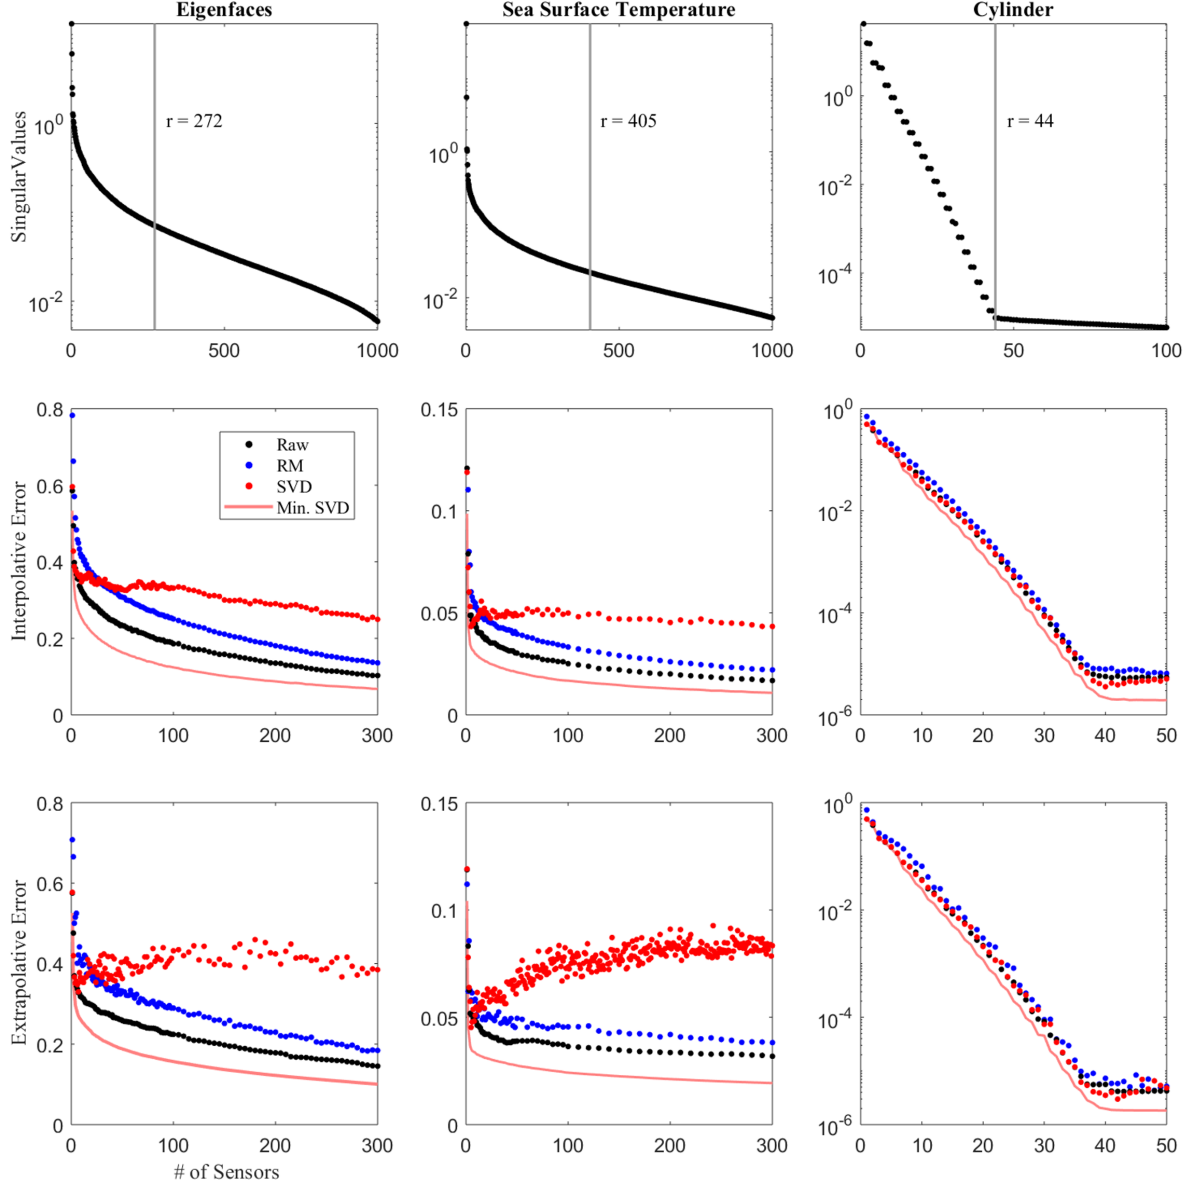 Eigenfaces
Sea Surface Temperature
Cylinder
Singular Values
10^0
10^-2
r = 272
0 500 1000
10^0
10^-2
r = 405
0 500 1000
10^0
10^-2
10^-4
r = 44
0 50 100
Interpolative Error
0.8
0.6
0.4
0.2
0
Raw
RM
SVD
Min. SVD
0 100 200 300
0.15
0.1
0.05
0
0 100 200 300
10^0
10^-2
10^-4
10^-6
0 10 20 30 40 50
Extrapolative Error
0.8
0.6
0.4
0.2
0
0 100 200 300
# of Sensors
0.15
0.1
0.05
0
0 100 200 300
10^0
10^-2
10^-4
10^-6
0 10 20 30 40 50